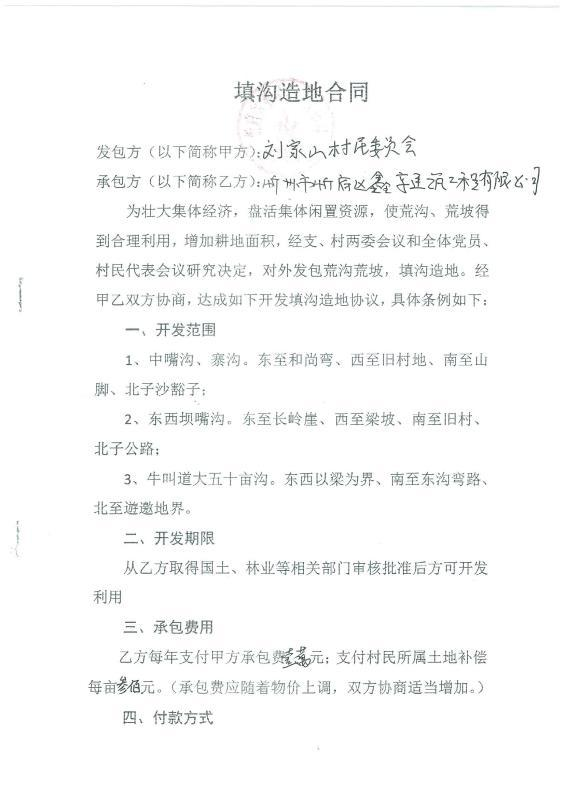 填沟造地合同
发包方（以下简称甲方）：刘家山村民委员会
承包方（以下简称乙方）：忻州市忻府区鑫 建筑工程有限公司
为壮大集体经济，盘活集体闲置资源，使荒沟、荒坡得
到合理利用，增加耕地面积，经支、村两委会议和全体党员、
村民代表会议研究决定，对外发包荒沟荒坡，填沟造地。经
甲乙双方协商，达成如下开发填沟造地协议，具体条例如下：
一、开发范围
1、中嘴沟、寨沟。东至和尚弯、西至旧村地、南至山
脚、北子沙豁子；
2、东西坝嘴沟。东至长岭崖、西至梁坡、南至旧村、
北子公路；
3、牛叫道大五十亩沟。东西以梁为界、南至东沟弯路、
北至遊邀地界。
二、开发期限
从乙方取得国土、林业等相关部门审核批准后方可开发
利用
三、承包费用
乙方每年支付甲方承包费壹萬元；支付村民所属土地补偿
每亩叁佰元。（承包费应随着物价上调，双方协商适当增加。）
四、付款方式